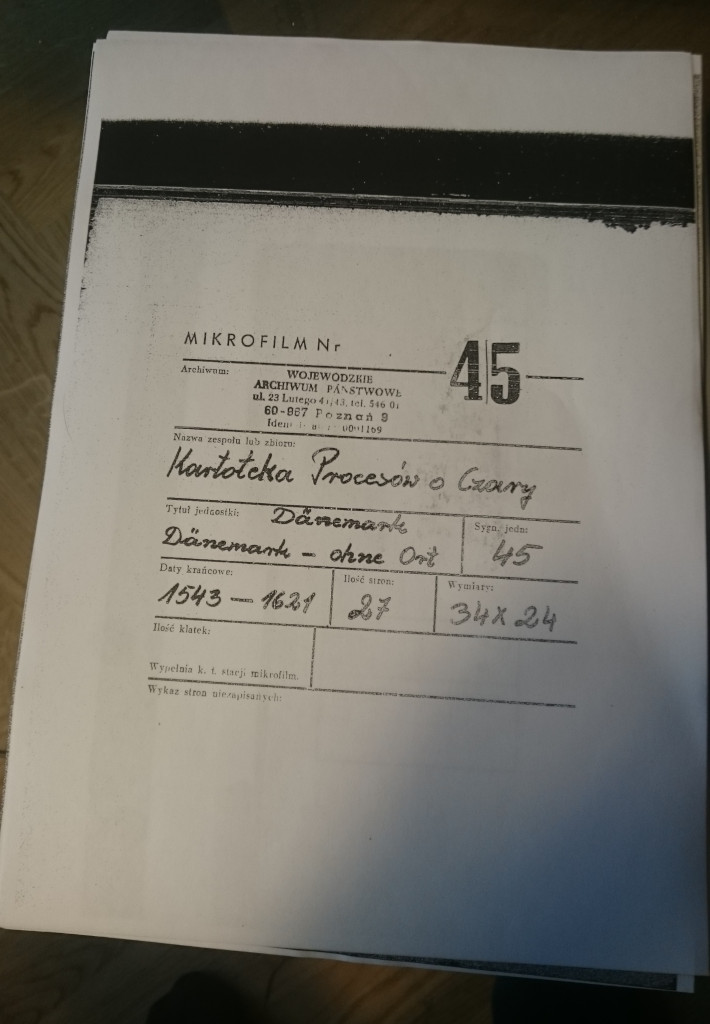 MIKROFILM Nr 45
Archiwum:
WOJEWÓDZKIE
ARCHIWUM PAŃSTWOWE
ul. 23 Lutego 41/43, tel. 546 01
60-967 Poznań 9
Nazwa zespołu lub zbioru:
Kartoteka Procesów o Czary
Tytuł jednostki: Dänemark
Dänemark - ohne Ort
Sygn. jedn:
45
Daty krańcowe:
1543 - 1621
Ilość stron:
27
Wymiary:
34 x 24
Ilość klatek:
Wypełnia k. t. stacji mikrofilm.
Wykaz stron niezapisanych: